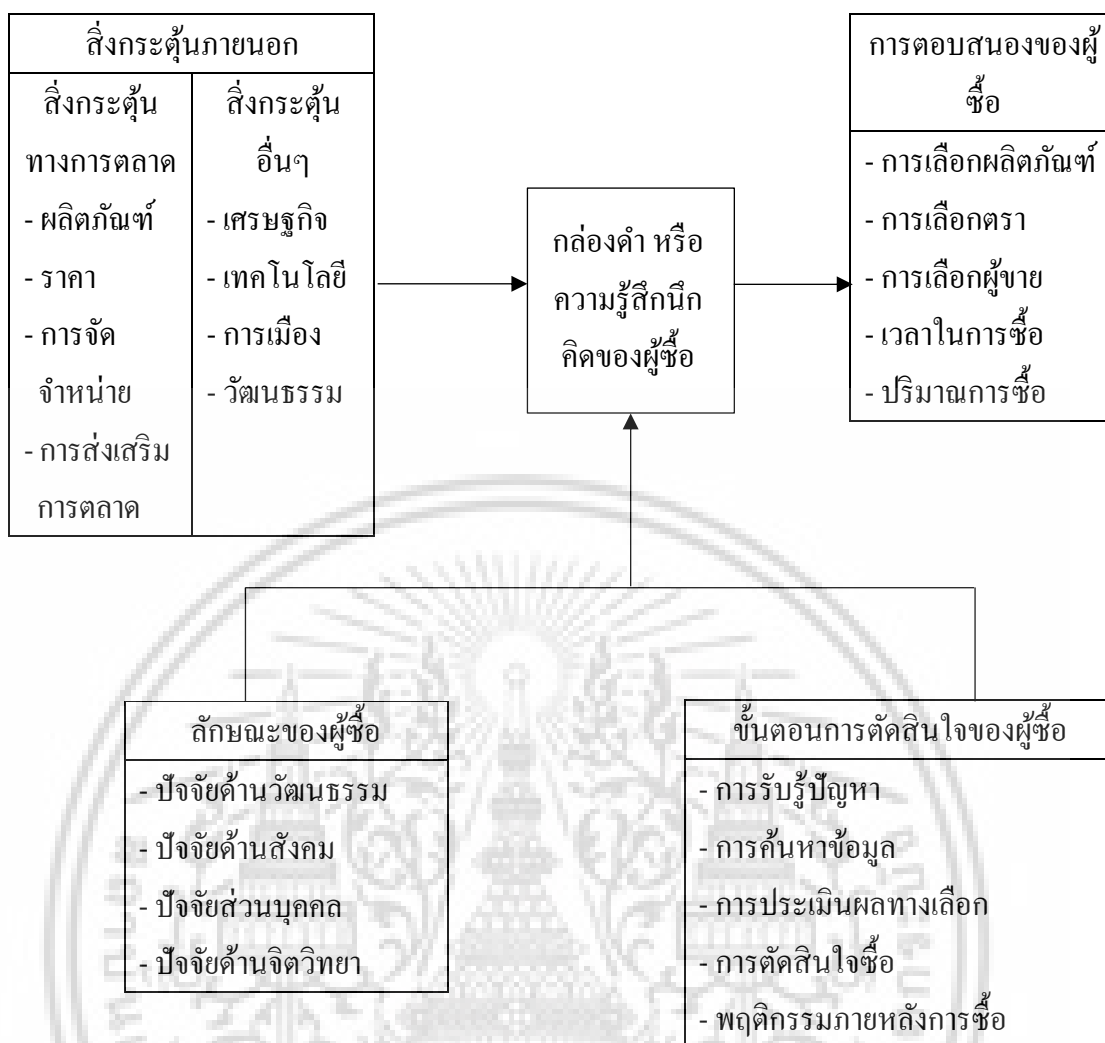 สิ่งกระตุ้นภายนอก
สิ่งกระตุ้น
ทางการตลาด
- ผลิตภัณฑ์
- ราคา
- การจัด
จำหน่าย
- การส่งเสริม
การตลาด
สิ่งกระตุ้น
อื่นๆ
- เศรษฐกิจ
- เทคโนโลยี
- การเมือง
- วัฒนธรรม
กล่องดำ หรือ
ความรู้สึกนึก
คิดของผู้ซื้อ
การตอบสนองของผู้
ซื้อ
- การเลือกผลิตภัณฑ์
- การเลือกตรา
- การเลือกผู้ขาย
- เวลาในการซื้อ
- ปริมาณการซื้อ
ลักษณะของผู้ซื้อ
- ปัจจัยด้านวัฒนธรรม
- ปัจจัยด้านสังคม
- ปัจจัยส่วนบุคคล
- ปัจจัยด้านจิตวิทยา
ขั้นตอนการตัดสินใจของผู้ซื้อ
- การรับรู้ปัญหา
- การค้นหาข้อมูล
- การประเมินผลทางเลือก
- การตัดสินใจซื้อ
- พฤติกรรมภายหลังการซื้อ